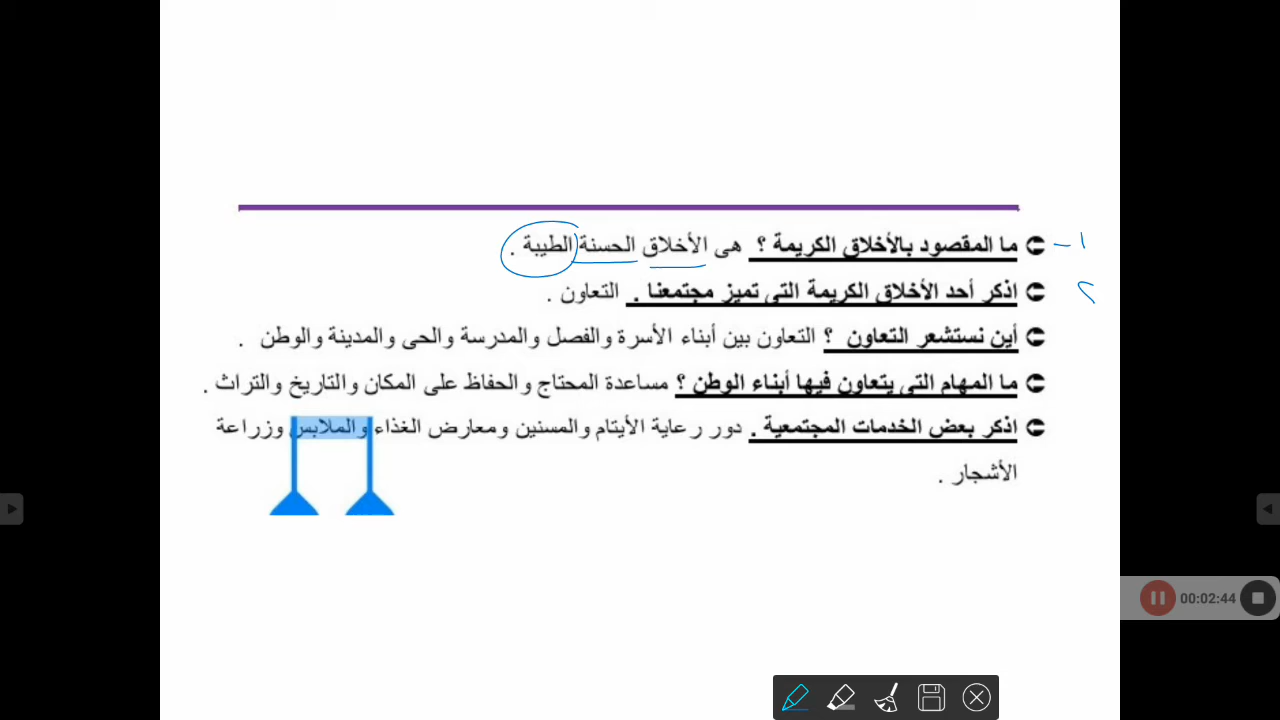 ١- ما المقصود بالأخلاق الكريمة ؟ هى الأخلاق الحسنة الطيبة .
٢ اذكر أحد الأخلاق الكريمة التى تميز مجتمعنا . التعاون .
أين نستشعر التعاون ؟ التعاون بين أبناء الأسرة والفصل والمدرسة والحى والمدينة والوطن .
ما المهام التى يتعاون فيها أبناء الوطن ؟ مساعدة المحتاج والحفاظ على المكان والتاريخ والتراث .
اذكر بعض الخدمات المجتمعية . دور رعاية الأيتام والمسنين ومعارض الغذاء والملابس وزراعة
الأشجار .
00:02:44